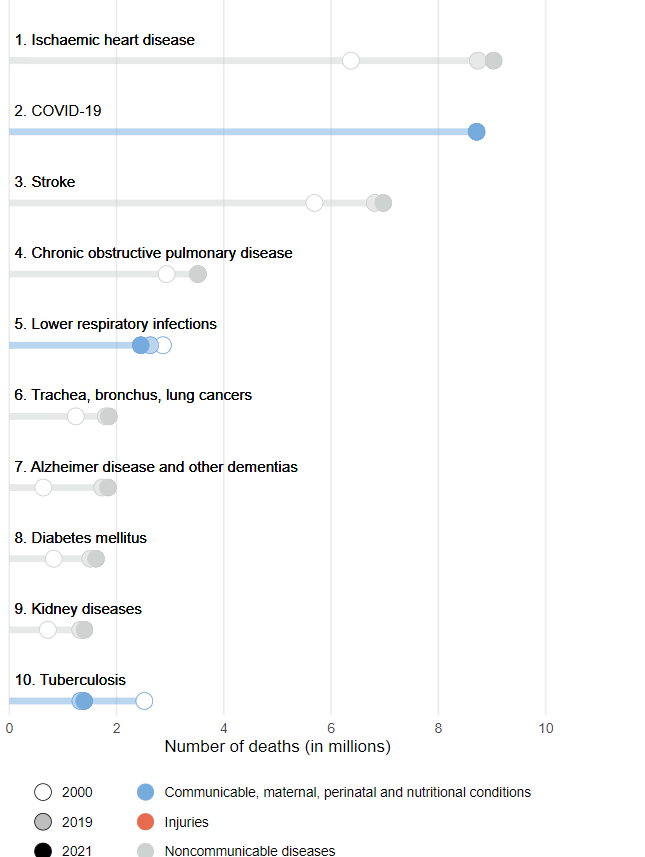 1. Ischaemic heart disease
2. COVID-19
3. Stroke
4. Chronic obstructive pulmonary disease
5. Lower respiratory infections
6. Trachea, bronchus, lung cancers
7. Alzheimer disease and other dementias
8. Diabetes mellitus
9. Kidney diseases
10. Tuberculosis
0 2 4 6 8 10
Number of deaths (in millions)
2000 Communicable, maternal, perinatal and nutritional conditions
2019 Injuries
2021 Noncommunicable diseases